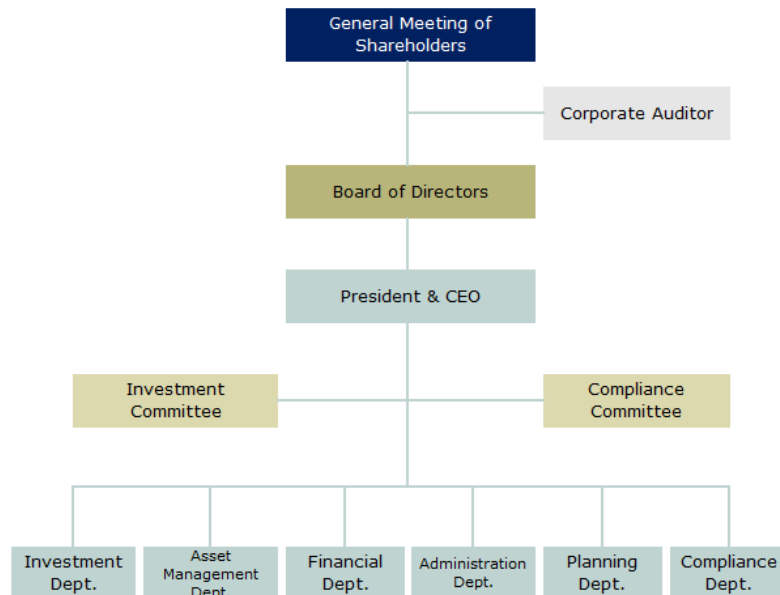 General Meeting of
Shareholders
Corporate Auditor
Board of Directors
President & CEO
Investment
Committee
Compliance
Committee
Investment
Dept.
Asset
Management
Dept.
Financial
Dept.
Administration
Dept.
Planning
Dept.
Compliance
Dept.